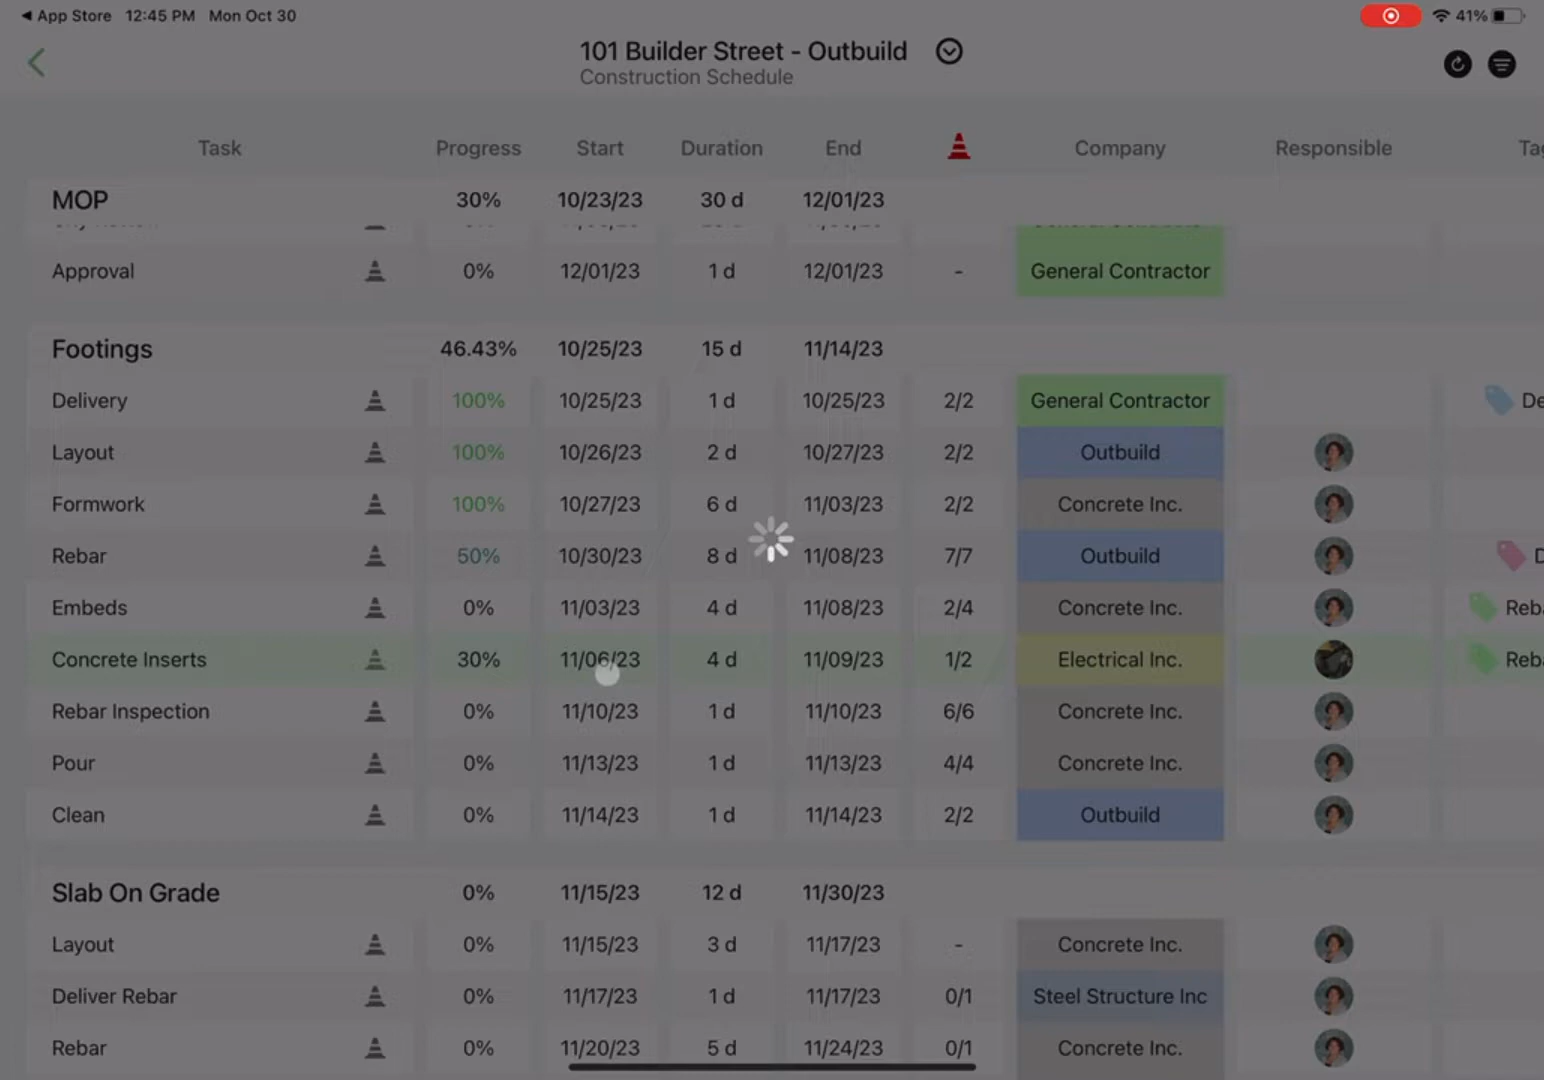 ◀ App Store 12:45 PM Mon Oct 30 41%
101 Builder Street - Outbuild
Construction Schedule
Task Progress Start Duration End Company Responsible Tag
MOP 30% 10/23/23 30 d 12/01/23
Approval 0% 12/01/23 1 d 12/01/23 - General Contractor
Footings 46.43% 10/25/23 15 d 11/14/23
Delivery 100% 10/25/23 1 d 10/25/23 2/2 General Contractor De
Layout 100% 10/26/23 2 d 10/27/23 2/2 Outbuild
Formwork 100% 10/27/23 6 d 11/03/23 2/2 Concrete Inc.
Rebar 50% 10/30/23 8 d 11/08/23 7/7 Outbuild D
Embeds 0% 11/03/23 4 d 11/08/23 2/4 Concrete Inc. Reba
Concrete Inserts 30% 11/06/23 4 d 11/09/23 1/2 Electrical Inc. Reba
Rebar Inspection 0% 11/10/23 1 d 11/10/23 6/6 Concrete Inc.
Pour 0% 11/13/23 1 d 11/13/23 4/4 Concrete Inc.
Clean 0% 11/14/23 1 d 11/14/23 2/2 Outbuild
Slab On Grade 0% 11/15/23 12 d 11/30/23
Layout 0% 11/15/23 3 d 11/17/23 - Concrete Inc.
Deliver Rebar 0% 11/17/23 1 d 11/17/23 0/1 Steel Structure Inc
Rebar 0% 11/20/23 5 d 11/24/23 0/1 Concrete Inc.